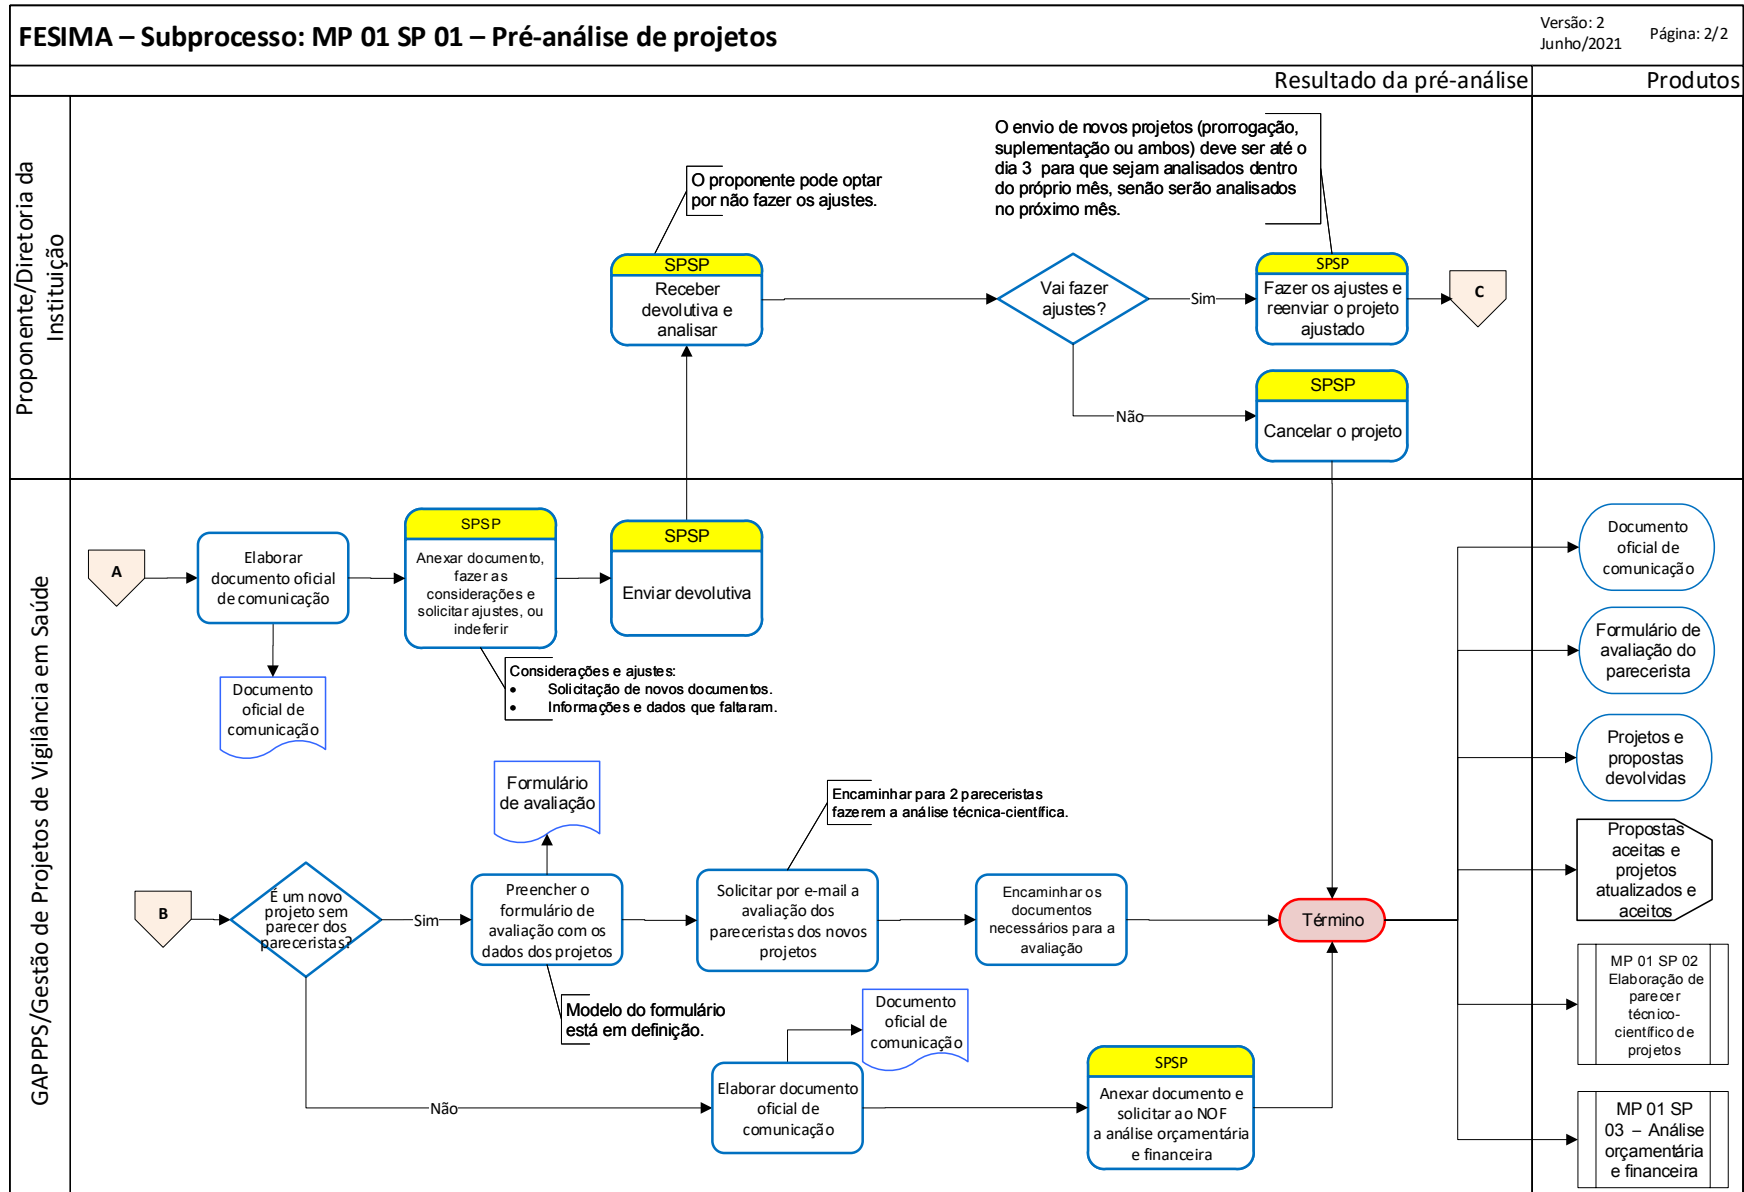 FESIMA – Subprocesso: MP 01 SP 01 – Pré-análise de projetos
Versão: 2
Junho/2021
Página: 2/2
Resultado da pré-análise
Produtos
Proponente/Diretoria da
Instituição
O proponente pode optar
por não fazer os ajustes.
O envio de novos projetos (prorrogação,
suplementação ou ambos) deve ser até o
dia 3 para que sejam analisados dentro
do próprio mês, senão serão analisados
no próximo mês.
SPSP
Receber
devolutiva e
analisar
Vai fazer
ajustes?
Sim
SPSP
Fazer os ajustes e
reenviar o projeto
ajustado
C
Não
SPSP
Cancelar o projeto
GAPPPS/Gestão de Projetos de Vigilância em Saúde
A
Elaborar
documento oficial
de comunicação
Documento
oficial de
comunicação
SPSP
Anexar documento,
fazer as
considerações e
solicitar ajustes, ou
indeferir
SPSP
Enviar devolutiva
Considerações e ajustes:
• Solicitação de novos documentos.
• Informações e dados que faltaram.
B
É um novo
projeto sem
parecer dos
pareceristas?
Sim
Formulário
de avaliação
Preencher o
formulário de
avaliação com os
dados dos projetos
Modelo do formulário
está em definição.
Encaminhar para 2 pareceristas
fazerem a análise técnica-científica.
Solicitar por e-mail a
avaliação dos
pareceristas dos novos
projetos
Encaminhar os
documentos
necessários para a
avaliação
Término
Não
Elaborar documento
oficial de
comunicação
Documento
oficial de
comunicação
SPSP
Anexar documento e
solicitar ao NOF
a análise orçamentária
e financeira
Documento
oficial de
comunicação
Formulário de
avaliação do
parecerista
Projetos e
propostas
devolvidas
Propostas
aceitas e
projetos
atualizados e
aceitos
MP 01 SP 02
Elaboração de
parecer
técnico-
científico de
projetos
MP 01 SP
03 – Análise
orçamentária
e financeira